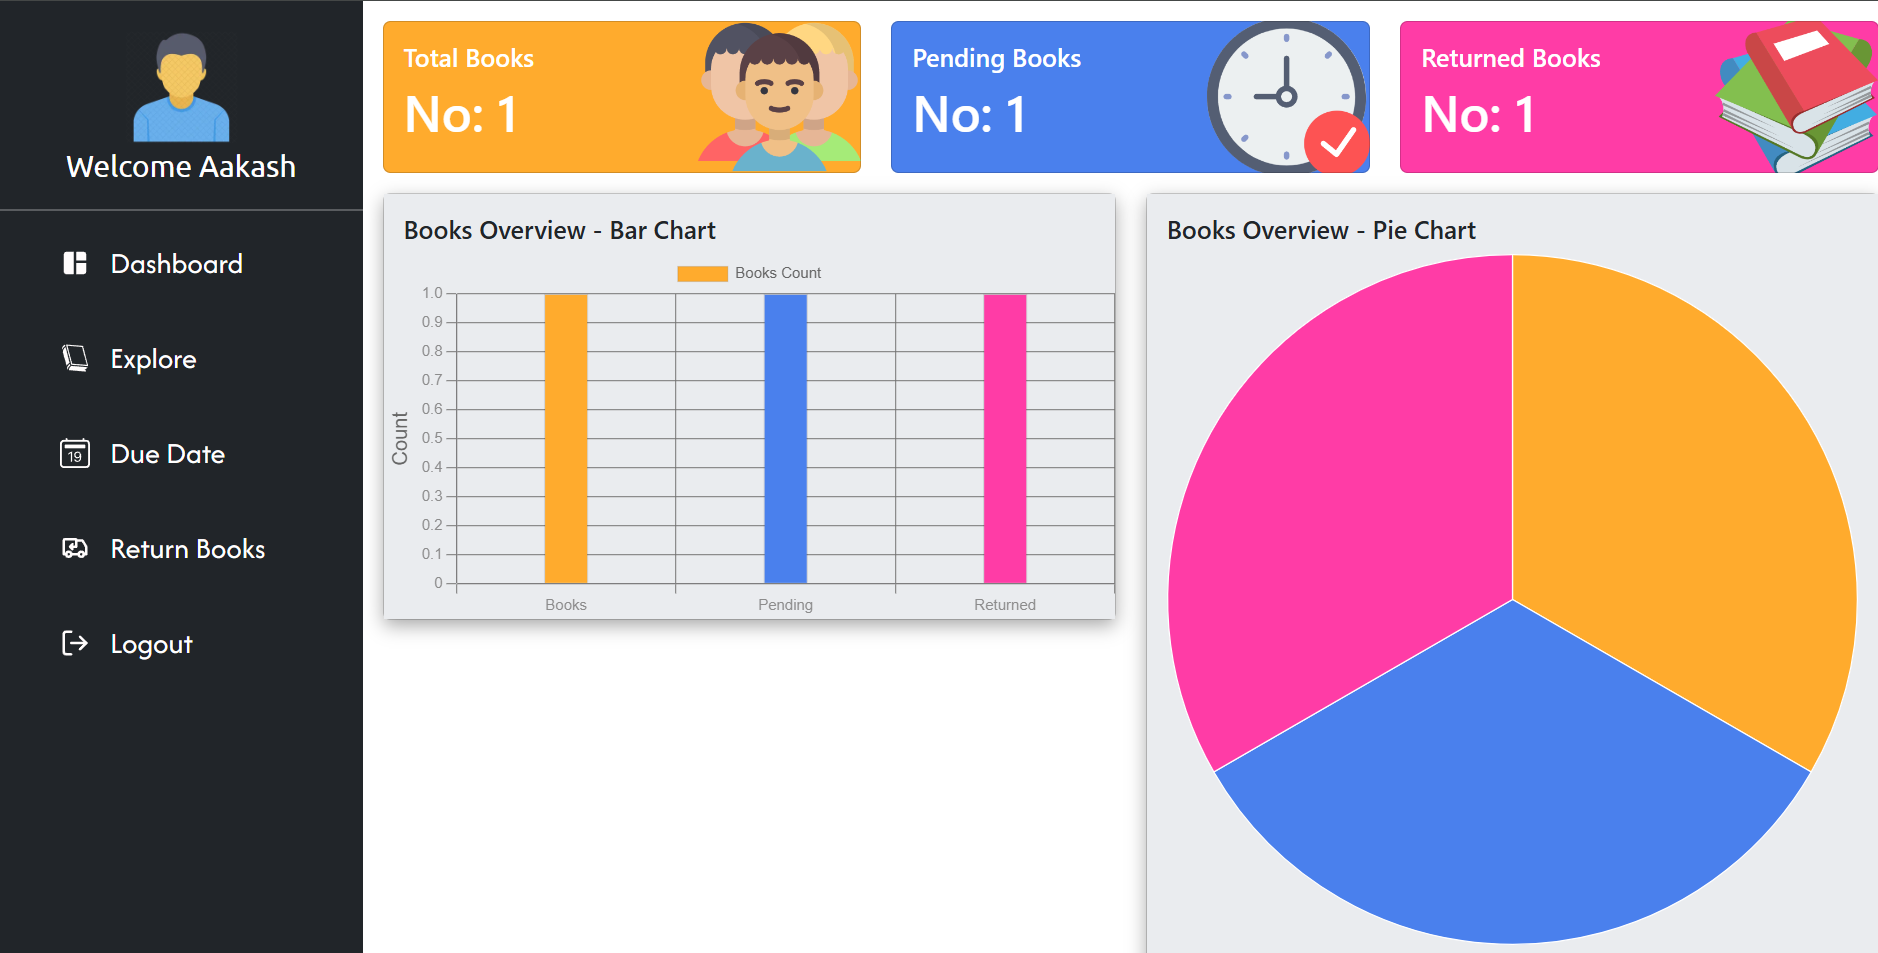 Welcome Aakash
Dashboard
Explore
19
Due Date
Return Books
Logout
Total Books
No: 1
Pending Books
No: 1
Returned Books
No: 1
Books Overview - Bar Chart
Books Count
1.0
0.9
0.8
0.7
0.6
0.5
0.4
0.3
0.2
0.1
0
Count
Books
Pending
Returned
Books Overview - Pie Chart